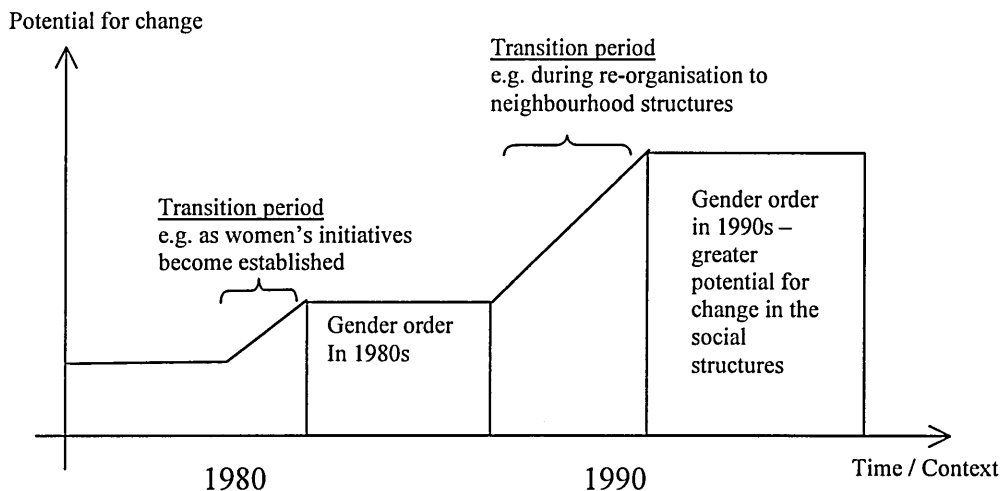 Potential for change
Transition period
e.g. during re-organisation to
neighbourhood structures
Transition period
e.g. as women's initiatives
become established
Gender order
In 1980s
Gender order
in 1990s –
greater
potential for
change in the
social
structures
1980
1990
Time / Context